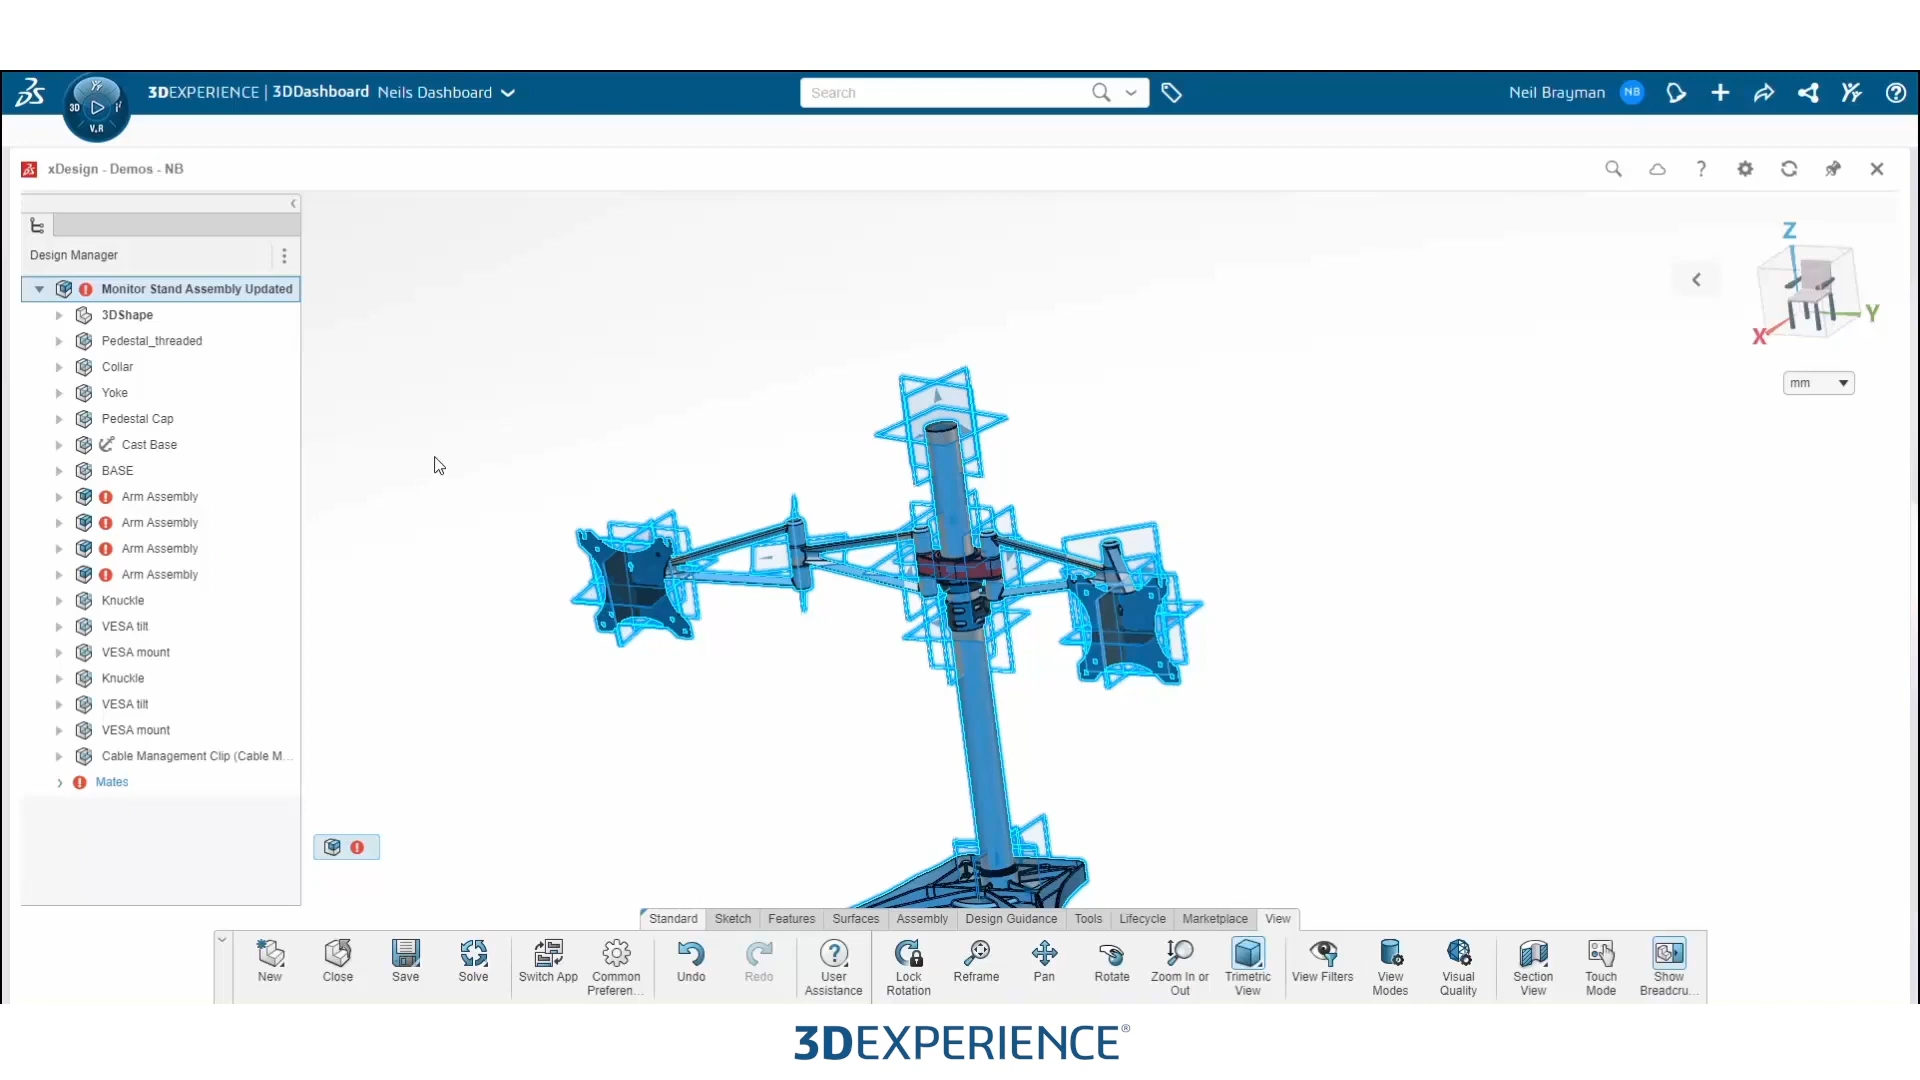 3DEXPERIENCE | 3DDashboard Neils Dashboard
Search
Neil Brayman NB
3D
V.R
xDesign - Demos - NB
Design Manager
Monitor Stand Assembly Updated
3DShape
Pedestal_threaded
Collar
Yoke
Pedestal Cap
Cast Base
BASE
Arm Assembly
Arm Assembly
Arm Assembly
Arm Assembly
Knuckle
VESA tilt
VESA mount
Knuckle
VESA tilt
VESA mount
Cable Management Clip (Cable M...
Mates
Z
Y
X
mm
Standard Sketch Features Surfaces Assembly Design Guidance Tools Lifecycle Marketplace View
New Close Save Solve Switch App Common Preferen... Undo Redo User Assistance Lock Rotation Reframe Pan Rotate Zoom In or Out Trimetric View View Filters View Modes Visual Quality Section View Touch Mode Show Breadcru...
3DEXPERIENCE®